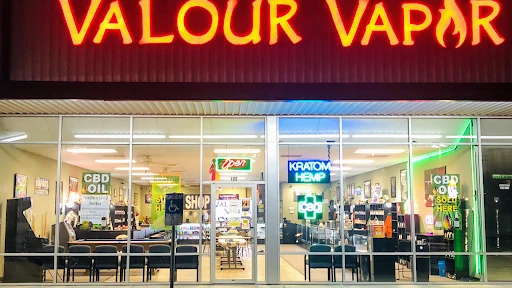 VALOUR VAPOR
CBD
OIL
Open
KRATOM
HEMP
SHOP
CBD
CBD
OIL
SOLD
HERE